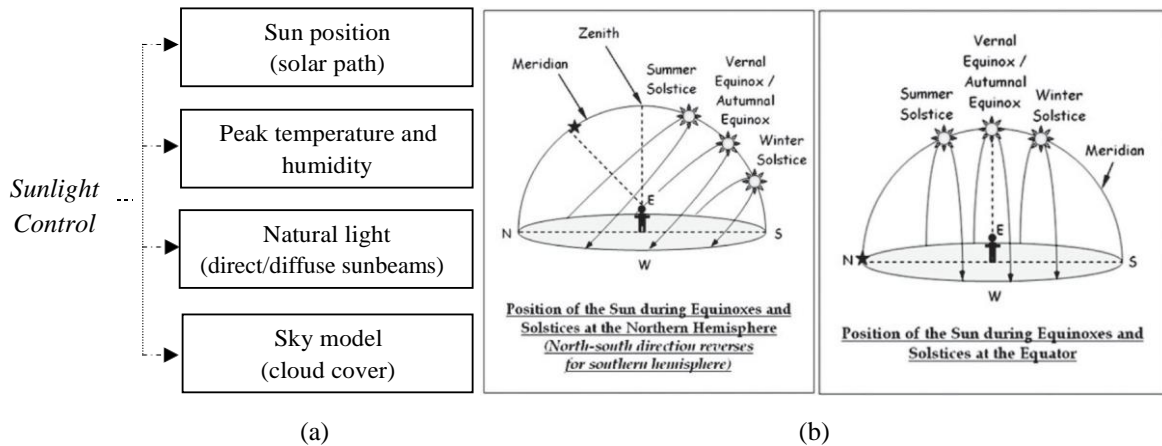 Sunlight
Control
Sun position
(solar path)
Peak temperature and
humidity
Natural light
(direct/diffuse sunbeams)
Sky model
(cloud cover)
(a)
Zenith
Meridian
Summer
Solstice
Vernal
Equinox /
Autumnal
Equinox
Winter
Solstice
E
N
S
W
Position of the Sun during Equinoxes and
Solstices at the Northern Hemisphere
(North-south direction reverses
for southern hemisphere)
Vernal
Equinox /
Autumnal
Equinox
Summer
Solstice
Winter
Solstice
Meridian
E
N
S
W
Position of the Sun during Equinoxes and
Solstices at the Equator
(b)